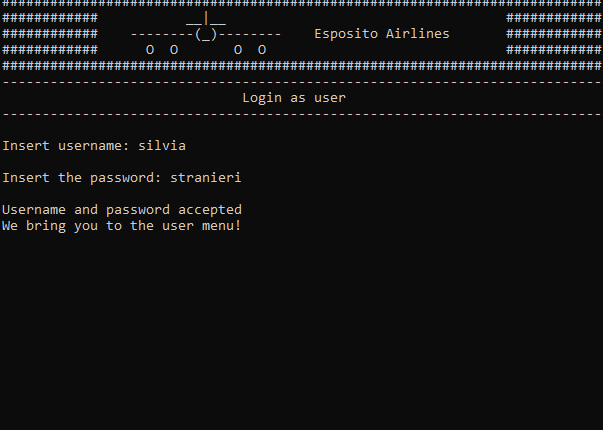 ###########################################################################
############           __|__                                   ############
############    --------(_)--------    Esposito Airlines       ############
############      O  O       O  O                              ############
###########################################################################
---------------------------------------------------------------------------
Login as user
---------------------------------------------------------------------------
Insert username: silvia
Insert the password: stranieri
Username and password accepted
We bring you to the user menu!